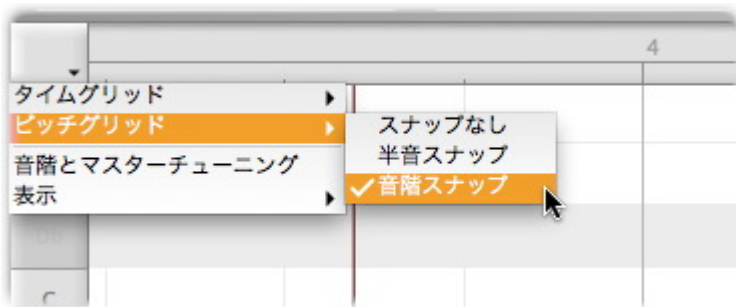 4
タイムグリッド
ピッチグリッド
スナップなし
半音スナップ
音階とマスターチューニング
音階スナップ
表示
Db
C